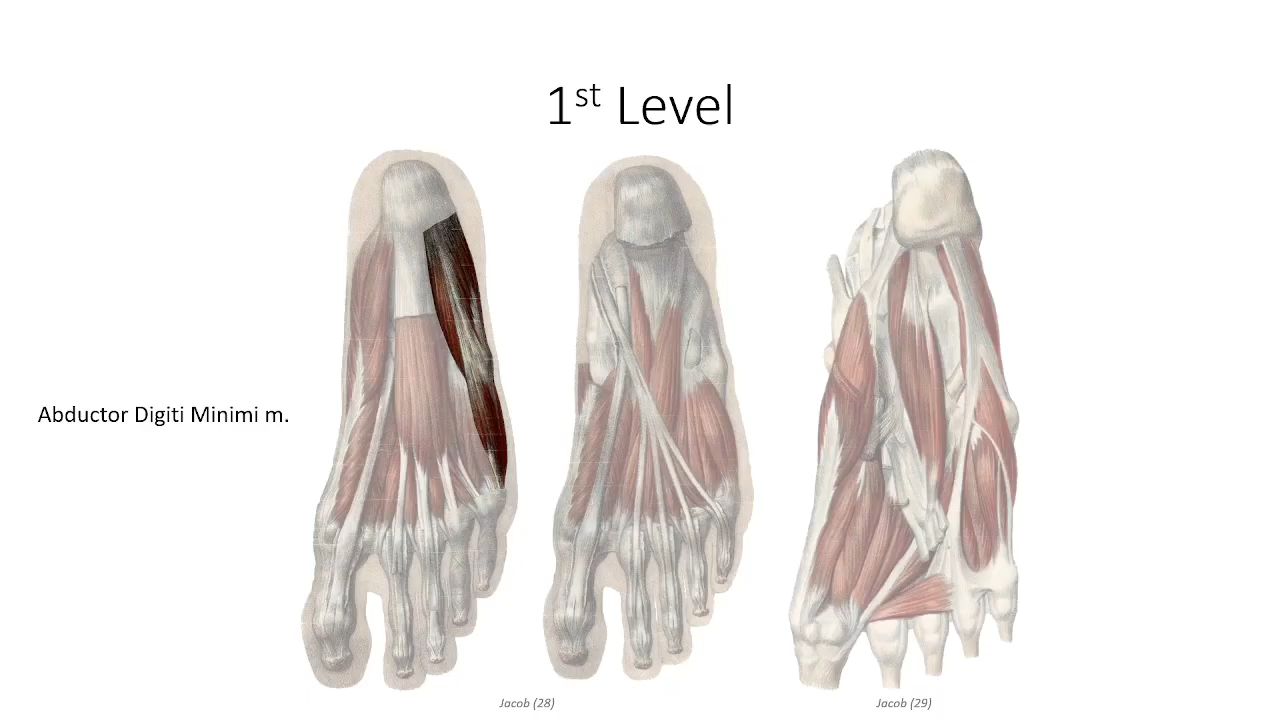 1st Level
Abductor Digiti Minimi m.
Jacob (28)
Jacob (29)